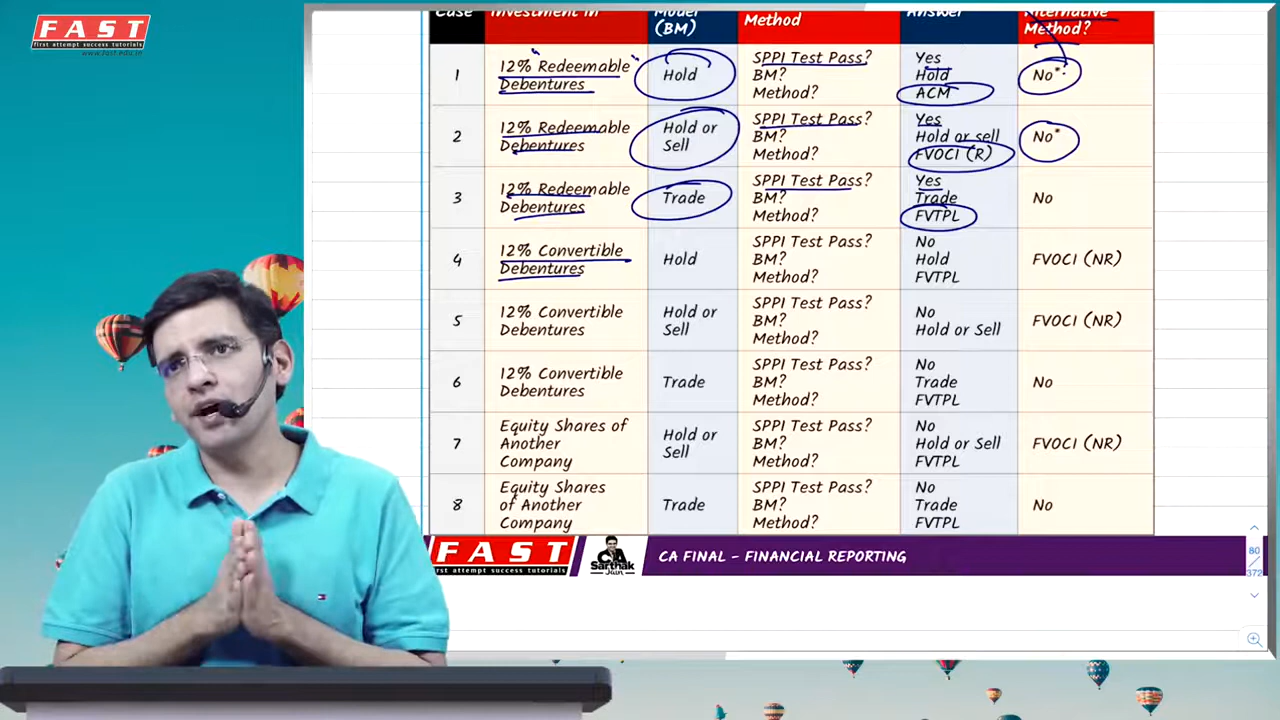 FAST
first attempt success tutorials
www.fast.edu.in
Case
Investment in
Model
(BM)
Method
Answer
Alternative
Method?
1
12% Redeemable
Debentures
Hold
SPPI Test Pass?
BM?
Method?
Yes
Hold
ACM
No*
2
12% Redeemable
Debentures
Hold or
Sell
SPPI Test Pass?
BM?
Method?
Yes
Hold or sell
FVOCI (R)
No*
3
12% Redeemable
Debentures
Trade
SPPI Test Pass?
BM?
Method?
Yes
Trade
FVTPL
No
4
12% Convertible
Debentures
Hold
SPPI Test Pass?
BM?
Method?
No
Hold
FVTPL
FVOCI (NR)
5
12% Convertible
Debentures
Hold or
Sell
SPPI Test Pass?
BM?
Method?
No
Hold or Sell
FVOCI (NR)
6
12% Convertible
Debentures
Trade
SPPI Test Pass?
BM?
Method?
No
Trade
FVTPL
No
7
Equity Shares of
Another
Company
Hold or
Sell
SPPI Test Pass?
BM?
Method?
No
Hold or Sell
FVTPL
FVOCI (NR)
8
Equity Shares
of Another
Company
Trade
SPPI Test Pass?
BM?
Method?
No
Trade
FVTPL
No
FAST
first attempt success tutorials
CA
Sarthak
Jain
CA FINAL - FINANCIAL REPORTING
80
372